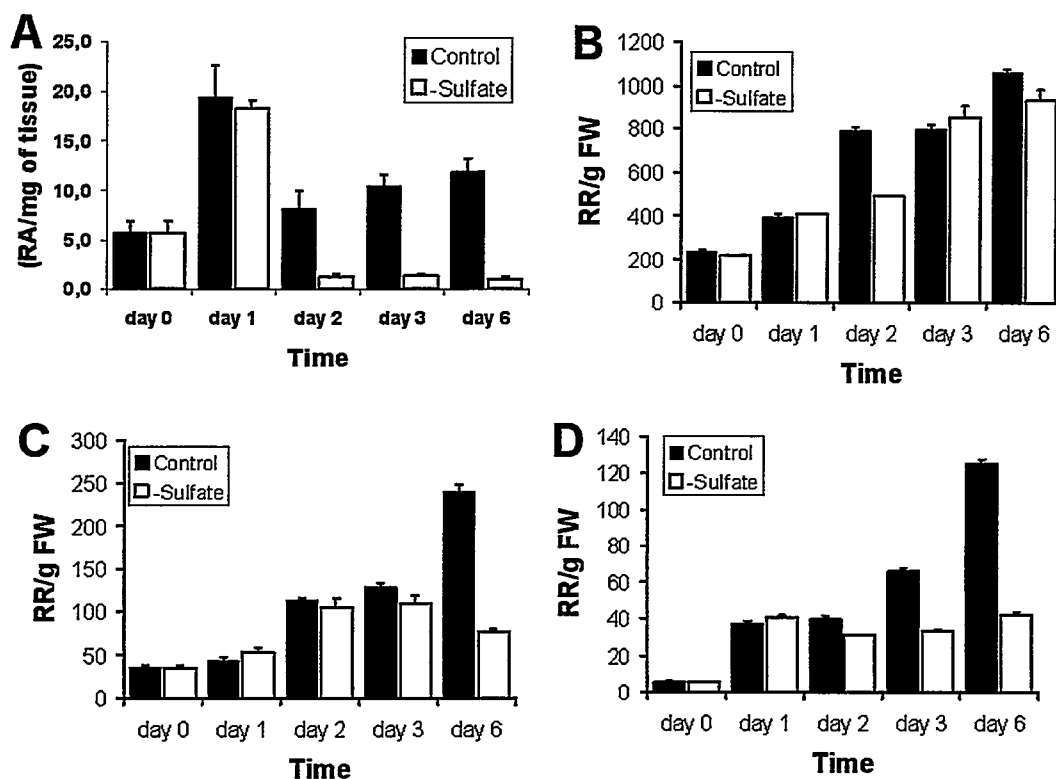 A
(RA/mg of tissue)
25,0
20,0
15,0
10,0
5,0
0,0
Control
-Sulfate
day 0 day 1 day 2 day 3 day 6
Time
B
RR/g FW
1200
1000
800
600
400
200
0
Control
-Sulfate
day 0 day 1 day 2 day 3 day 6
Time
C
RR/g FW
300
250
200
150
100
50
0
Control
-Sulfate
day 0 day 1 day 2 day 3 day 6
Time
D
RR/g FW
140
120
100
80
60
40
20
0
Control
-Sulfate
day 0 day 1 day 2 day 3 day 6
Time